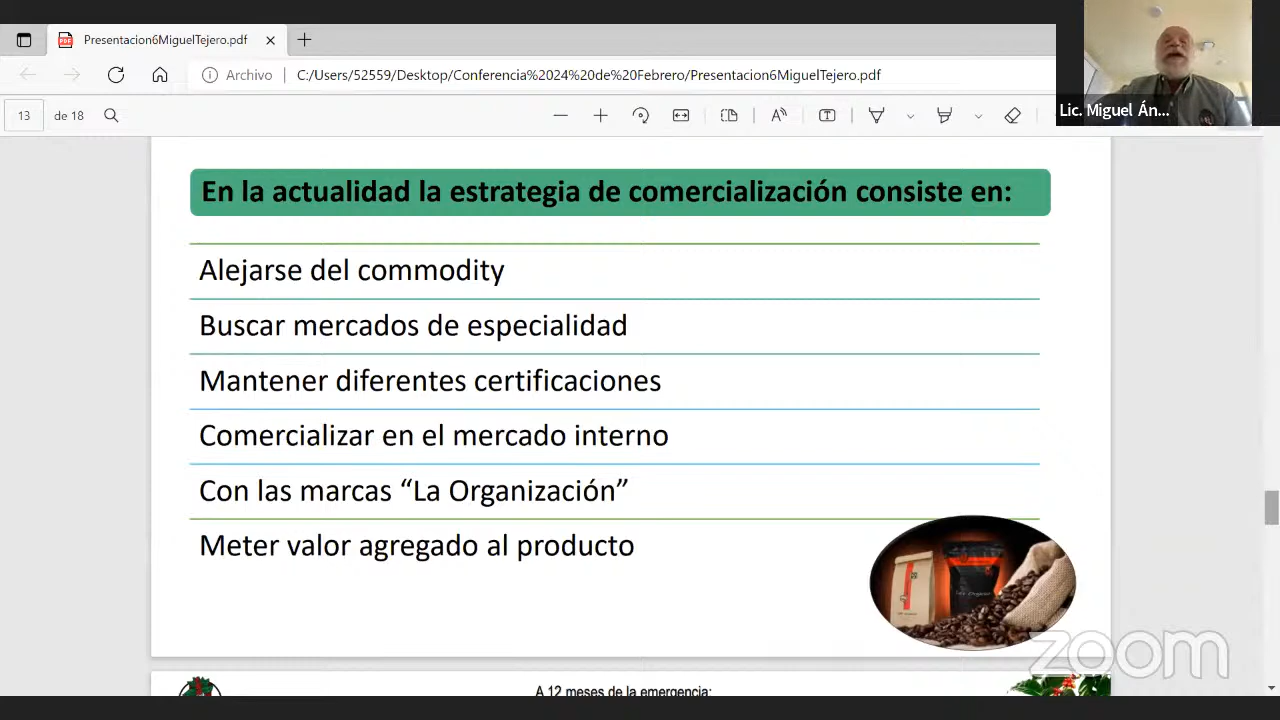 Presentacion6MiguelTejero.pdf
Archivo
C:/Users/52559/Desktop/Conferencia%2024%20de%20Febrero/Presentacion6MiguelTejero.pdf
Lic. Miguel Án...
13 de 18
En la actualidad la estrategia de comercialización consiste en:
Alejarse del commodity
Buscar mercados de especialidad
Mantener diferentes certificaciones
Comercializar en el mercado interno
Con las marcas “La Organización”
Meter valor agregado al producto
zoom
A 12 meses de la emergencia: